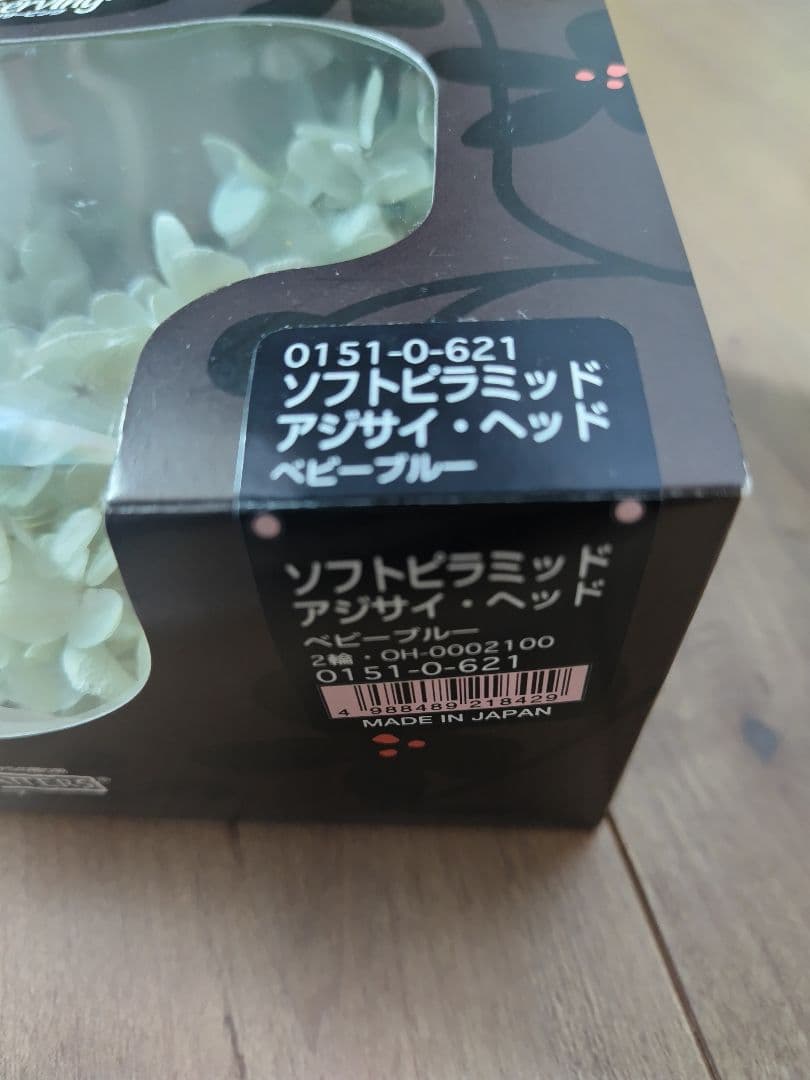 0151-0-621
ソフトピラミッド
アジサイ・ヘッド
ベビーブルー
ソフトピラミッド
アジサイ・ヘッド
ベビーブルー
2輪・OH-0002100
0151-0-621
4 988489 218429
MADE IN JAPAN